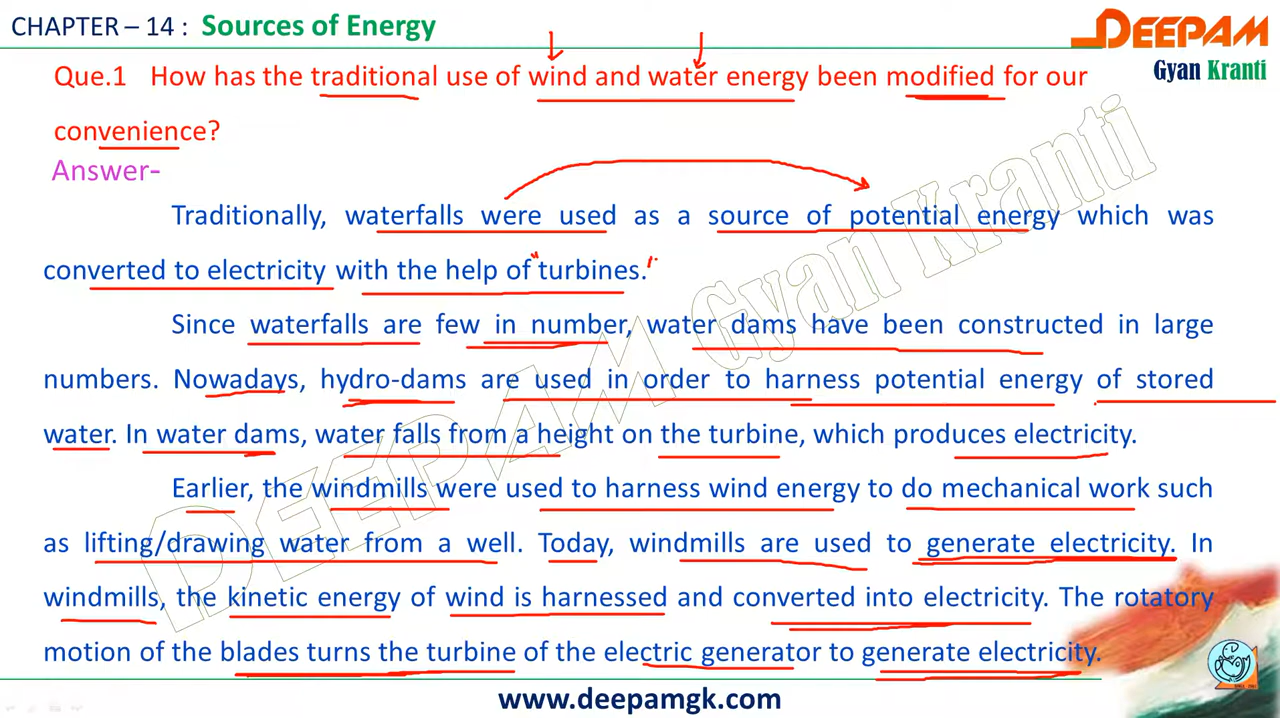 CHAPTER – 14 : Sources of Energy
DEEPAM
Gyan Kranti
Que.1 How has the traditional use of wind and water energy been modified for our
convenience?
Answer-
Traditionally, waterfalls were used as a source of potential energy which was
converted to electricity with the help of "turbines."
Since waterfalls are few in number, water dams have been constructed in large
numbers. Nowadays, hydro-dams are used in order to harness potential energy of stored
water. In water dams, water falls from a height on the turbine, which produces electricity.
Earlier, the windmills were used to harness wind energy to do mechanical work such
as lifting/drawing water from a well. Today, windmills are used to generate electricity. In
windmills, the kinetic energy of wind is harnessed and converted into electricity. The rotatory
motion of the blades turns the turbine of the electric generator to generate electricity.
DEEPAM Gyan Kranti
www.deepamgk.com